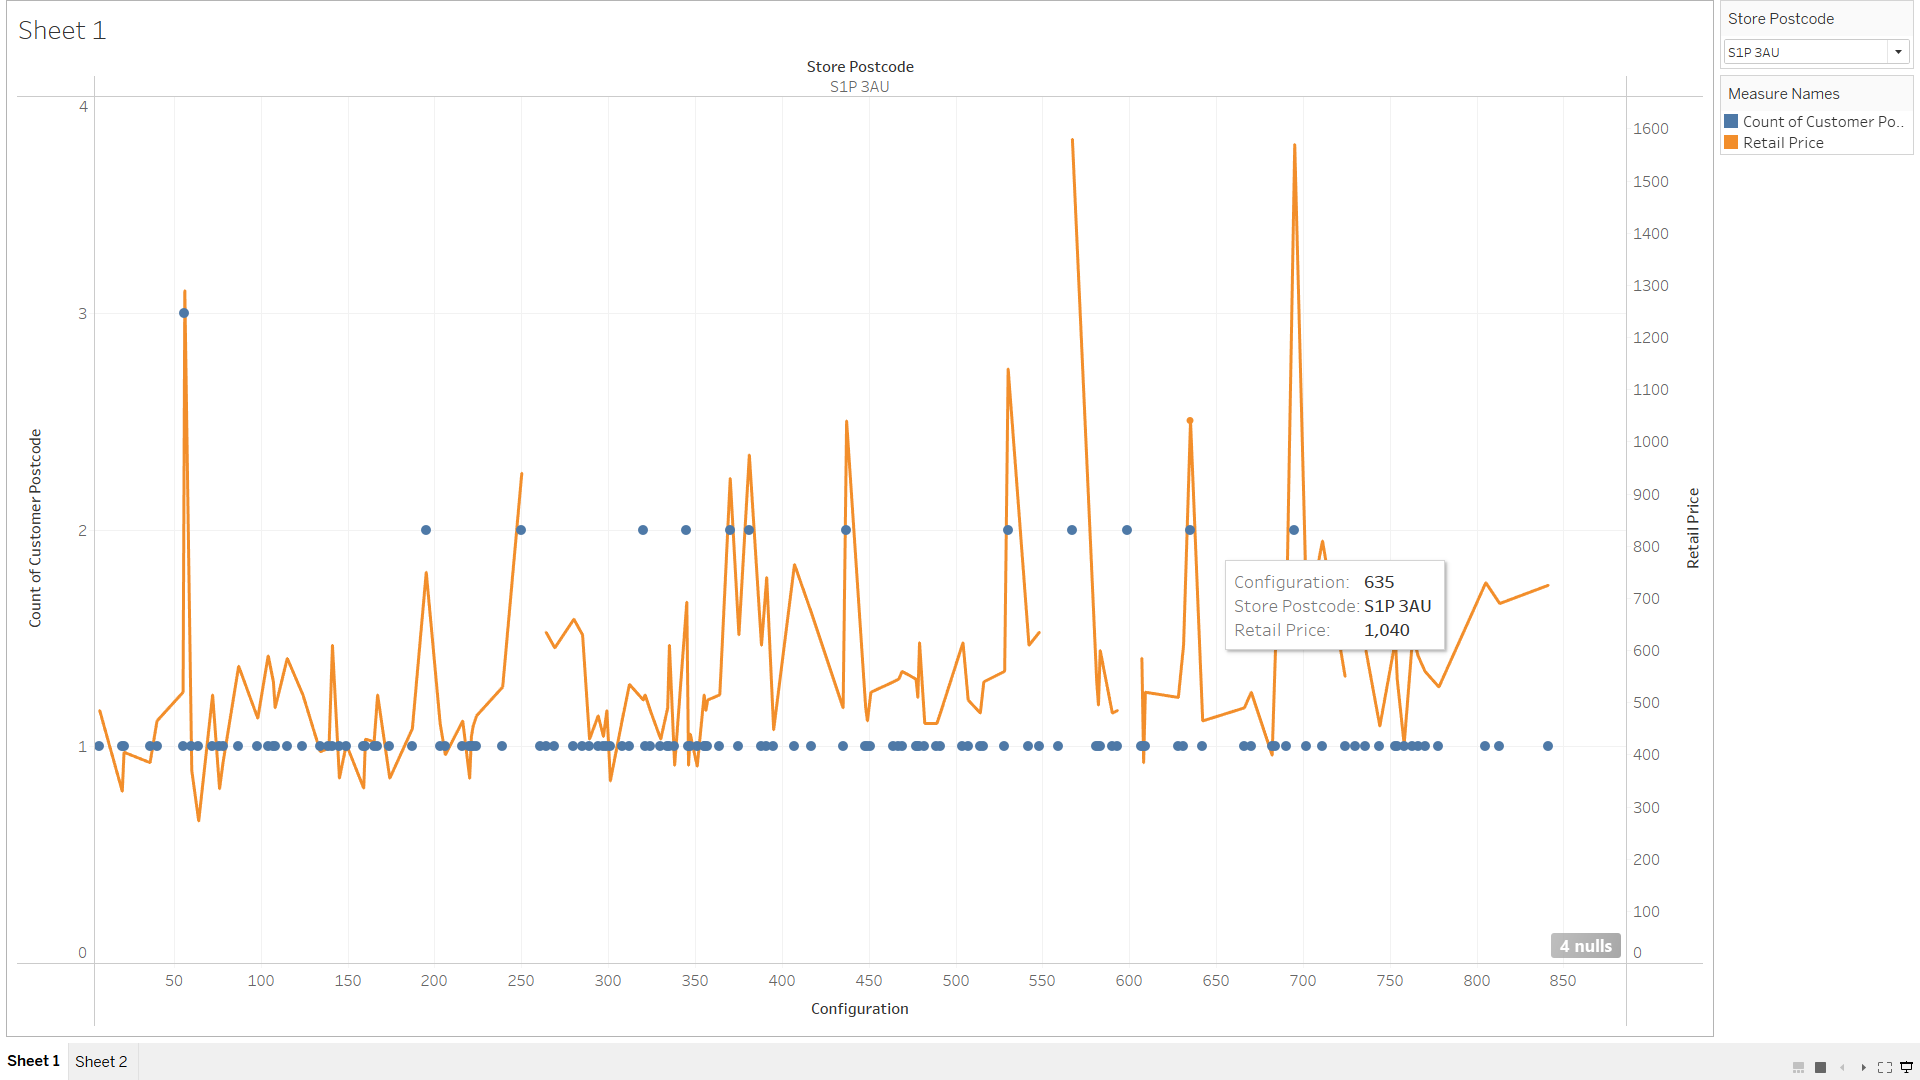 Sheet 1
Store Postcode
S1P 3AU
Count of Customer Postcode
4
3
2
1
0
1600
1500
1400
1300
1200
1100
1000
900
800
700
600
500
400
300
200
100
0
Retail Price
Configuration: 635
Store Postcode: S1P 3AU
Retail Price: 1,040
4 nulls
50 100 150 200 250 300 350 400 450 500 550 600 650 700 750 800 850
Configuration
Store Postcode
S1P 3AU
Measure Names
Count of Customer Po..
Retail Price
Sheet 1 Sheet 2